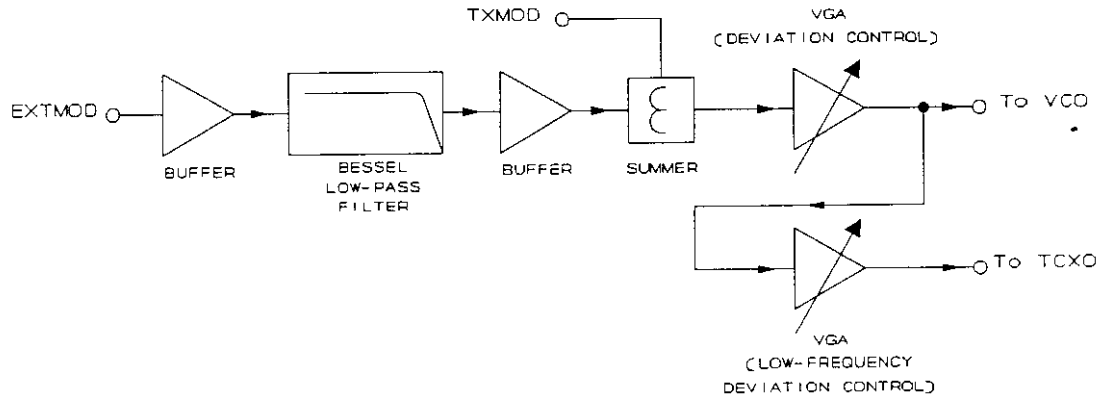 TXMOD
VGA
(DEVIATION CONTROL)
EXTMOD
To VCO
BUFFER
BESSEL
LOW-PASS
FILTER
BUFFER
SUMMER
To TCXO
VGA
(LOW-FREQUENCY
DEVIATION CONTROL)